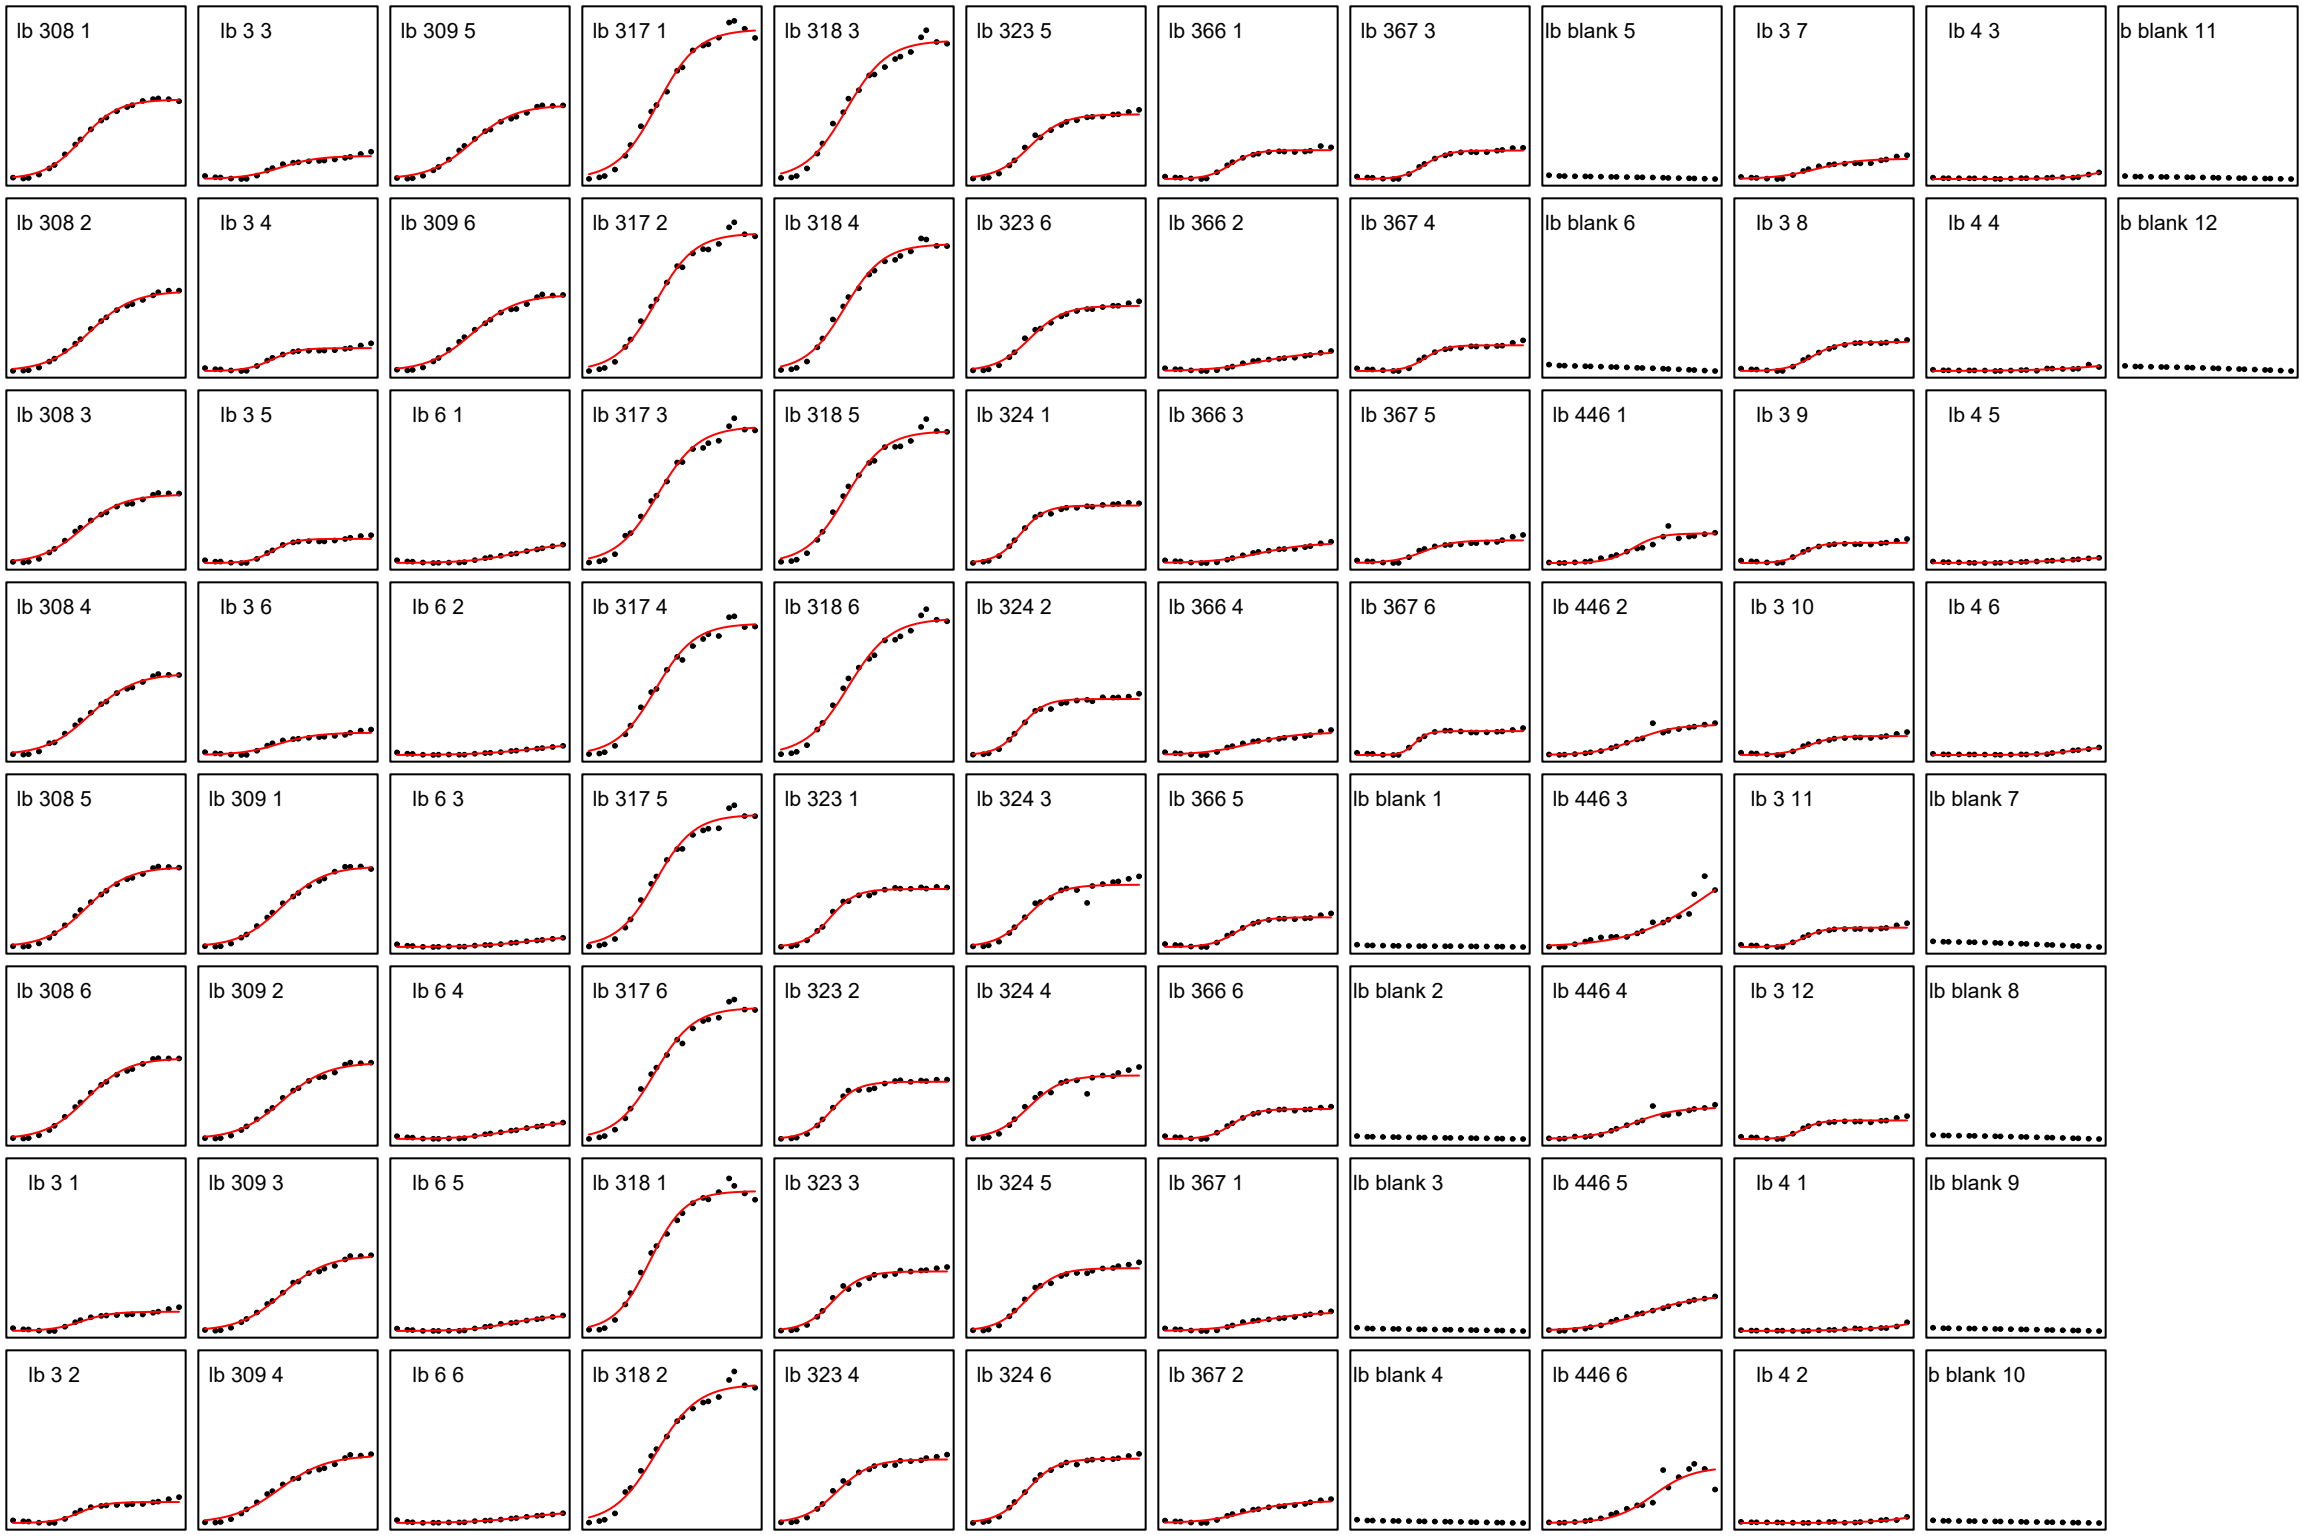 lb 308 1
lb 3 3
lb 309 5
lb 317 1
lb 318 3
lb 323 5
lb 366 1
lb 367 3
lb blank 5
lb 3 7
lb 4 3
b blank 11
lb 308 2
lb 3 4
lb 309 6
lb 317 2
lb 318 4
lb 323 6
lb 366 2
lb 367 4
lb blank 6
lb 3 8
lb 4 4
b blank 12
lb 308 3
lb 3 5
lb 6 1
lb 317 3
lb 318 5
lb 324 1
lb 366 3
lb 367 5
lb 446 1
lb 3 9
lb 4 5
lb 308 4
lb 3 6
lb 6 2
lb 317 4
lb 318 6
lb 324 2
lb 366 4
lb 367 6
lb 446 2
lb 3 10
lb 4 6
lb 308 5
lb 309 1
lb 6 3
lb 317 5
lb 323 1
lb 324 3
lb 366 5
lb blank 1
lb 446 3
lb 3 11
lb blank 7
lb 308 6
lb 309 2
lb 6 4
lb 317 6
lb 323 2
lb 324 4
lb 366 6
lb blank 2
lb 446 4
lb 3 12
lb blank 8
lb 3 1
lb 309 3
lb 6 5
lb 318 1
lb 323 3
lb 324 5
lb 367 1
lb blank 3
lb 446 5
lb 4 1
lb blank 9
lb 3 2
lb 309 4
lb 6 6
lb 318 2
lb 323 4
lb 324 6
lb 367 2
lb blank 4
lb 446 6
lb 4 2
b blank 10